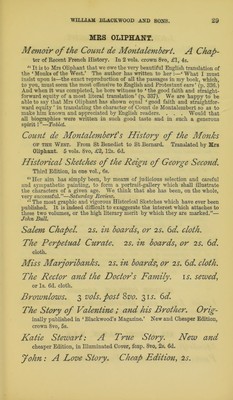 WILLIAM BLACKWOOD AND SONS. 29
MRS OLIPHANT.
Memoir of the Count de Montalembert. A Chap-
ter of Recent French History. In 2 vols. crown 8vo, £1, 4s.
"It is to Mrs Oliphant that we owe the very beautiful English translation of
the 'Monks of the West.' The author has written to her:—'What I must
insist upon is—the exact reproduction of all the passages in my book, which,
to you, must seem the most offensive to English and Protestant ears' (p. 326.)
And when it was completed, he bore witness to 'the good faith and straight-
forward equity of a most literal translation' (p. 332). We are happy to be
able to say that Mrs Oliphant has shown equal 'good faith and straightfor-
ward equity' in translating the character of Count de Montalembert so as to
make him known and appreciated by English readers. . . . Would that
all biographies were written in such good taste and in such a generous
spirit!"—Tablet.
Count de Montalembert's History of the Monks
OF THE WEST. From St Benedict to St Bernard. Translated by Mrs
Oliphant. 5 vols. 8vo, £2, 12s. 6d.
Historical Sketches of the Reign of George Second.
Third Edition, in one vol., 6s.
"Her aim has simply been, by means of judicious selection and careful
and sympathetic painting, to form a portrait-gallery which shall illustrate
the characters of a given age. We think that she has been, on the whole,
very successful."—Saturday Review.
"The most graphic and vigorous Historical Sketches which have ever been
published. It is indeed difficult to exaggerate the interest which attaches to
these two volumes, or the high literary merit by which they are marked."—
John Bull.
Salem Chapel. 2s. in boards, or 2s. 6d. cloth.
The Perpetual Curate. 2s. in boards, or 2s. 6d.
cloth.
Miss Marjoribanks. 2s. in boards, or 2s. 6d. cloth.
The Rector and the Doctor's Family. 1s. sewed,
or 1s. 6d. cloth.
Brownlows. 3 vols. post 8vo. 31s. 6d.
The Story of Valentine; and his Brother. Orig-
inally published in 'Blackwood's Magazine.' New and Cheaper Edition,
crown 8vo, 5s.
Katie Stewart: A True Story. New and
cheaper Edition, in Illuminated Cover, fcap. 8vo, 2s. 6d.
John: A Love Story. Cheap Edition, 2s.